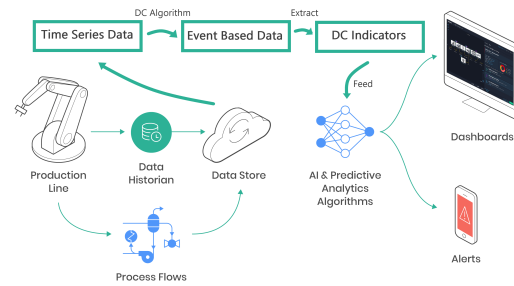 DC Algorithm
Extract
Time Series Data
Event Based Data
DC Indicators
Feed
Dashboards
Production
Line
Data
Historian
Data Store
AI & Predictive
Analytics
Algorithms
Alerts
Process Flows